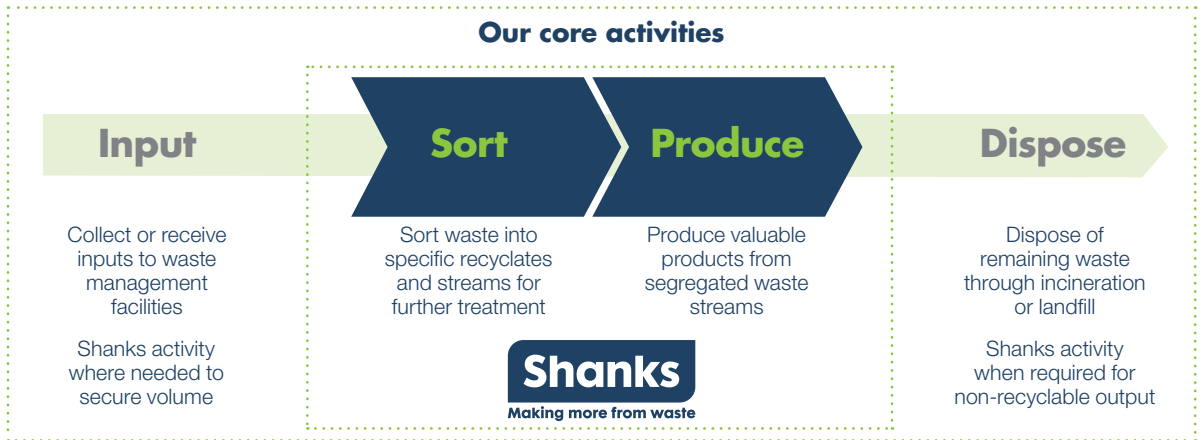 Our core activities
Input
Sort
Produce
Dispose
Collect or receive
inputs to waste
management
facilities
Shanks activity
where needed to
secure volume
Sort waste into
specific recyclates
and streams for
further treatment
Produce valuable
products from
segregated waste
streams
Shanks
Making more from waste
Dispose of
remaining waste
through incineration
or landfill
Shanks activity
when required for
non-recyclable output